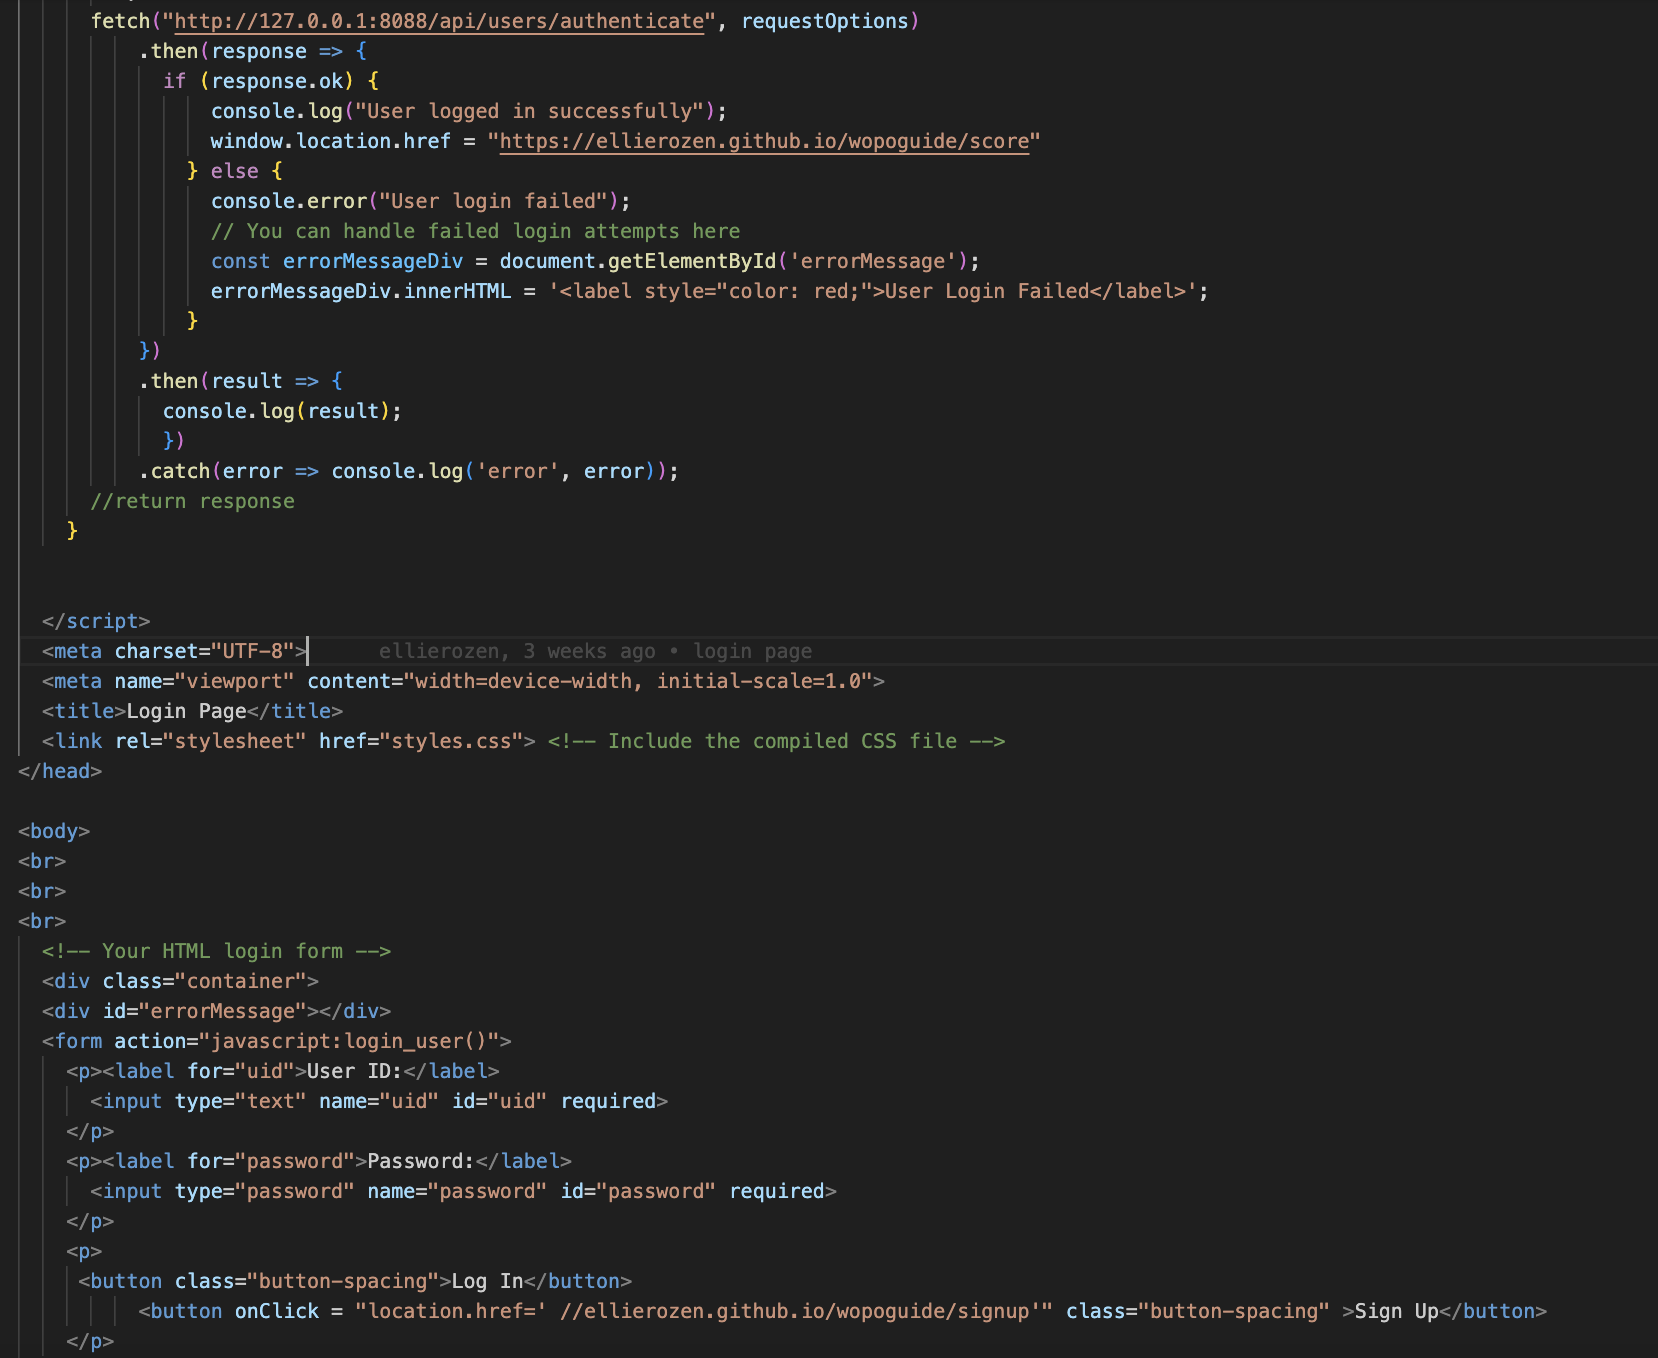 fetch("http://127.0.0.1:8088/api/users/authenticate", requestOptions)
.then(response => {
if (response.ok) {
console.log("User logged in successfully");
window.location.href = "https://ellierozen.github.io/wopoguide/score"
} else {
console.error("User login failed");
// You can handle failed login attempts here
const errorMessageDiv = document.getElementById('errorMessage');
errorMessageDiv.innerHTML = '<label style="color: red;">User Login Failed</label>';
}
})
.then(result => {
console.log(result);
})
.catch(error => console.log('error', error));
//return response
}
</script>
<meta charset="UTF-8"> ellierozen, 3 weeks ago • login page
<meta name="viewport" content="width=device-width, initial-scale=1.0">
<title>Login Page</title>
<link rel="stylesheet" href="styles.css"> <!-- Include the compiled CSS file -->
</head>
<body>
<br>
<br>
<br>
<!-- Your HTML login form -->
<div class="container">
<div id="errorMessage"></div>
<form action="javascript:login_user()">
<p><label for="uid">User ID:</label>
<input type="text" name="uid" id="uid" required>
</p>
<p><label for="password">Password:</label>
<input type="password" name="password" id="password" required>
</p>
<p>
<button class="button-spacing">Log In</button>
<button onClick = "location.href=' //ellierozen.github.io/wopoguide/signup'" class="button-spacing" >Sign Up</button>
</p>